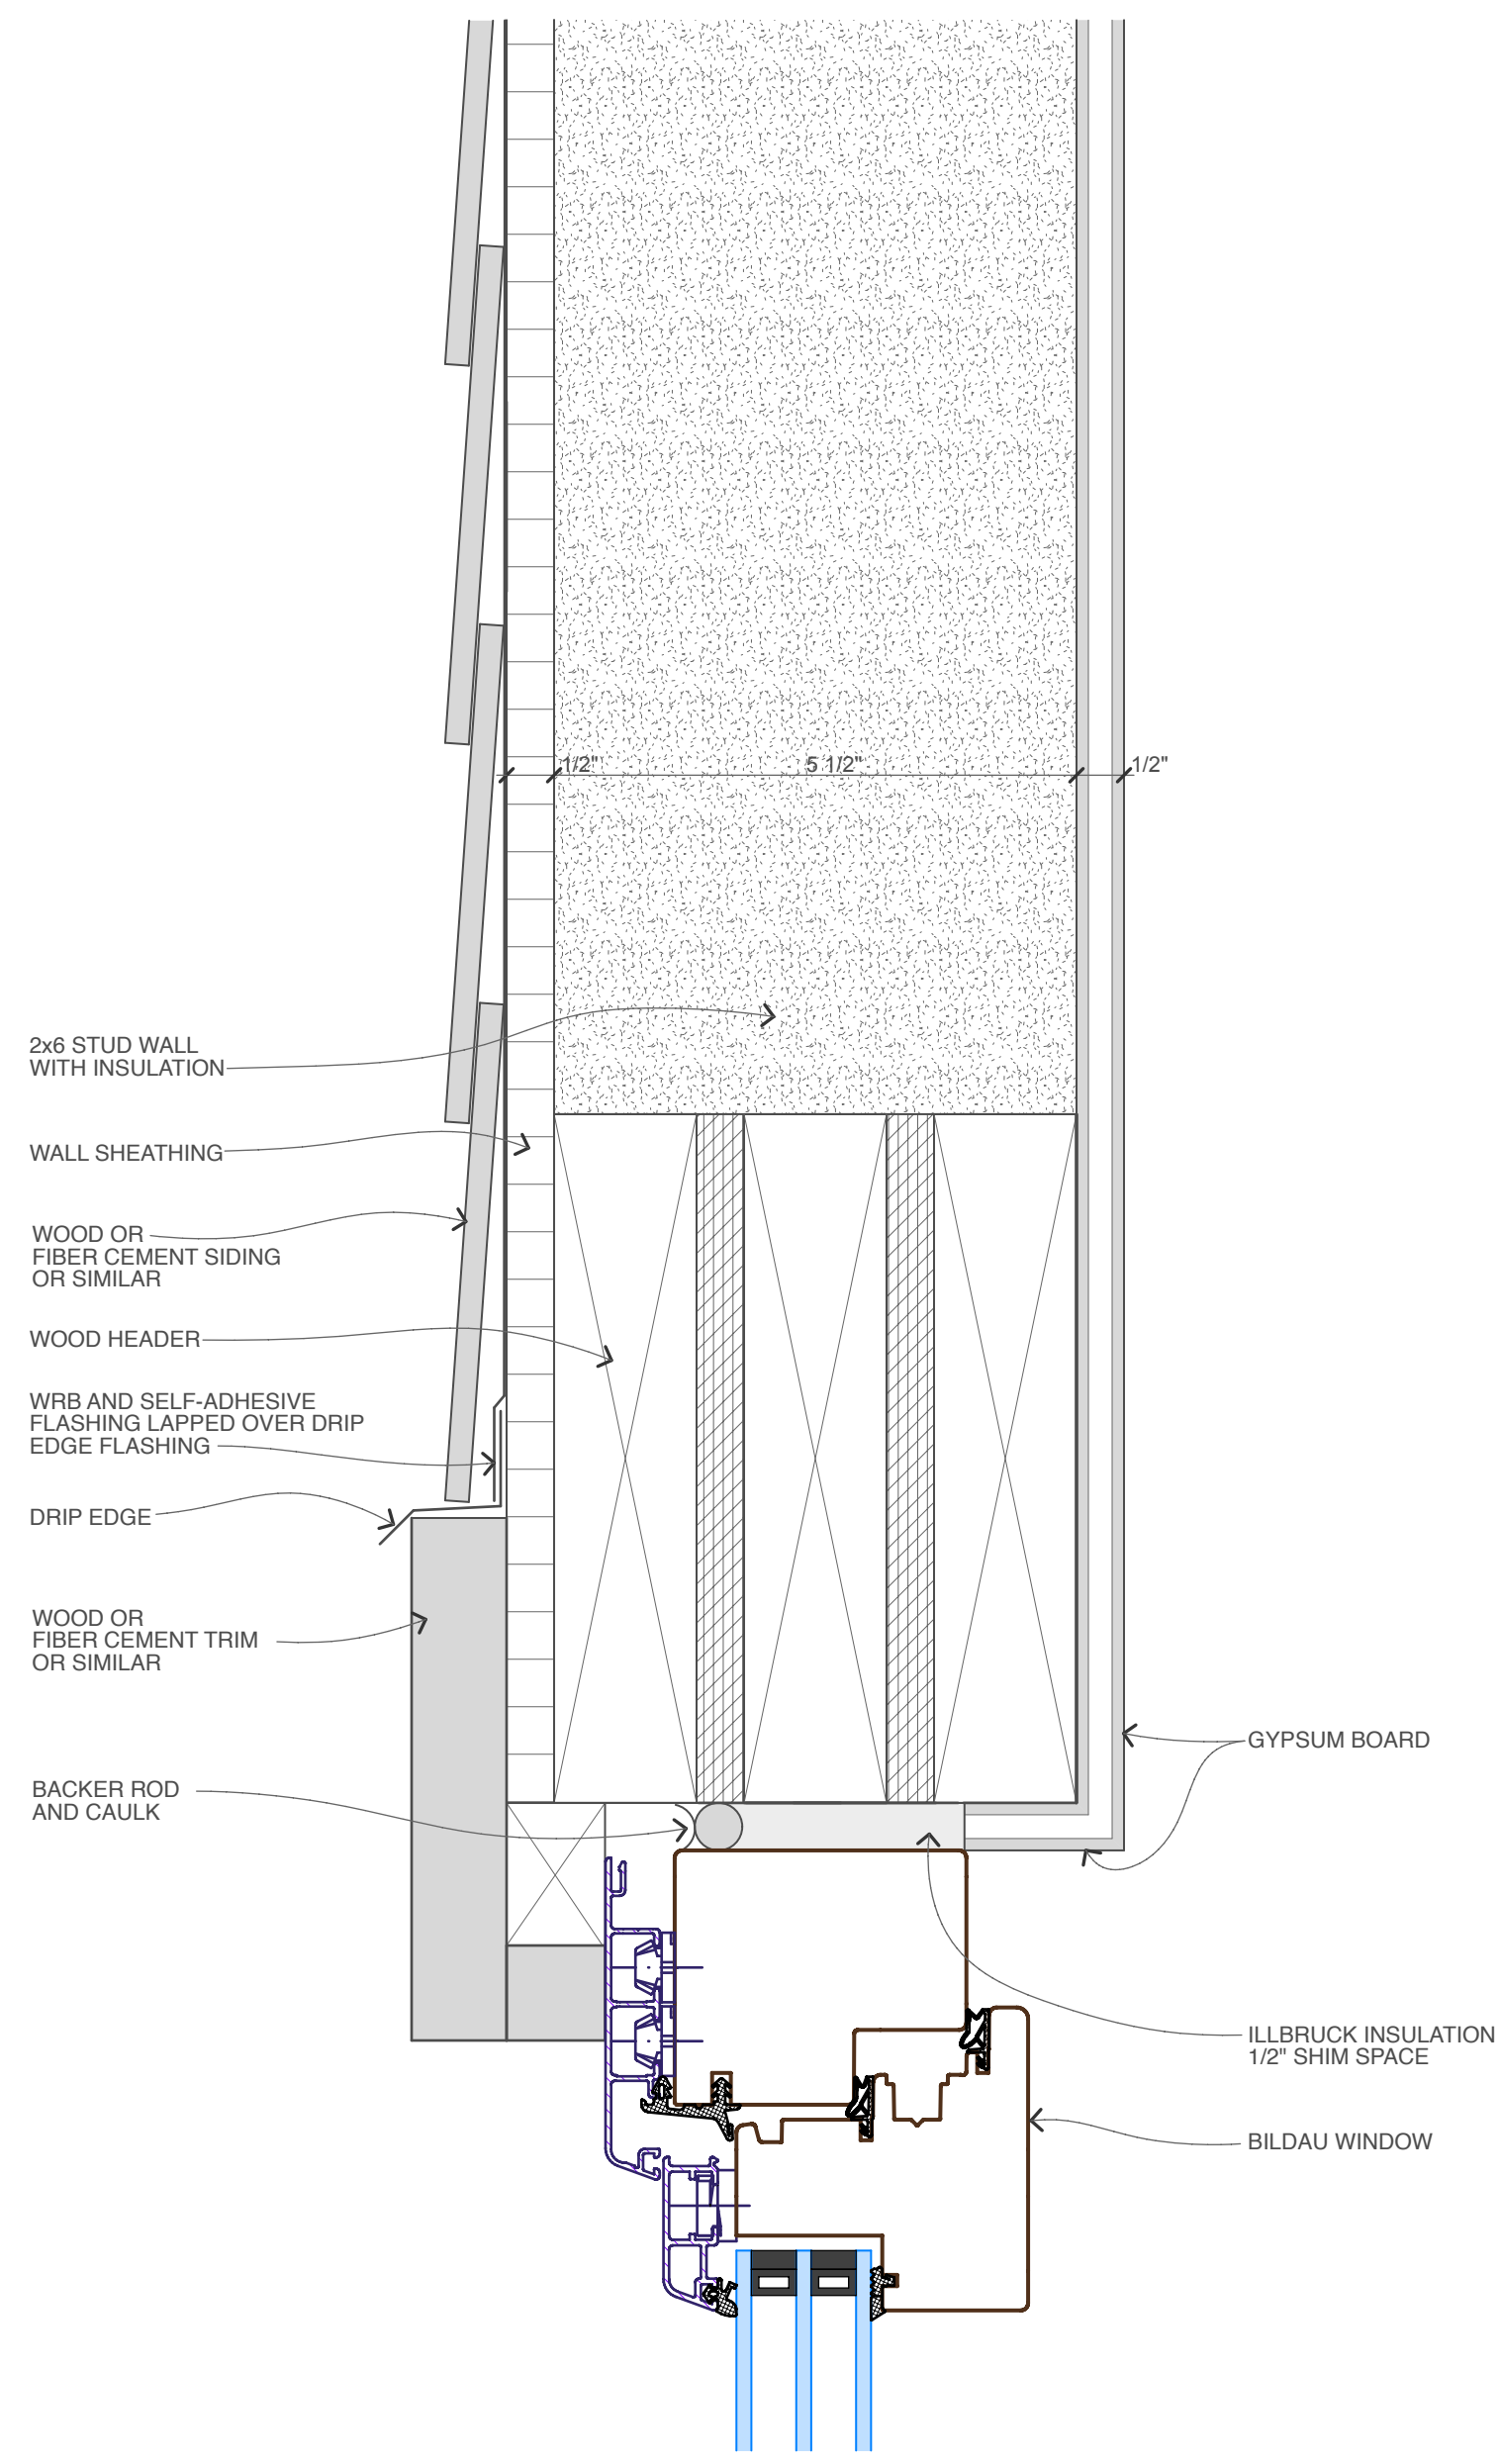 1/2"
5 1/2"
1/2"
2x6 STUD WALL
WITH INSULATION
WALL SHEATHING
WOOD OR
FIBER CEMENT SIDING
OR SIMILAR
WOOD HEADER
WRB AND SELF-ADHESIVE
FLASHING LAPPED OVER DRIP
EDGE FLASHING
DRIP EDGE
WOOD OR
FIBER CEMENT TRIM
OR SIMILAR
BACKER ROD
AND CAULK
GYPSUM BOARD
ILLBRUCK INSULATION
1/2" SHIM SPACE
BILDAU WINDOW